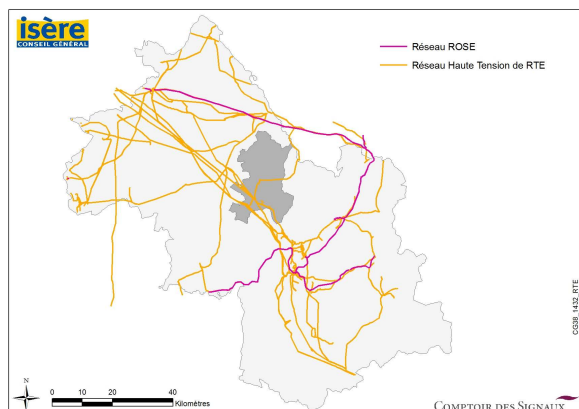 isère
CONSEIL GÉNÉRAL
Réseau ROSE
Réseau Haute Tension de RTE
CG38_1432_RTE
N
0 10 20 40
Kilomètres
COMPTOIR DES SIGNAUX